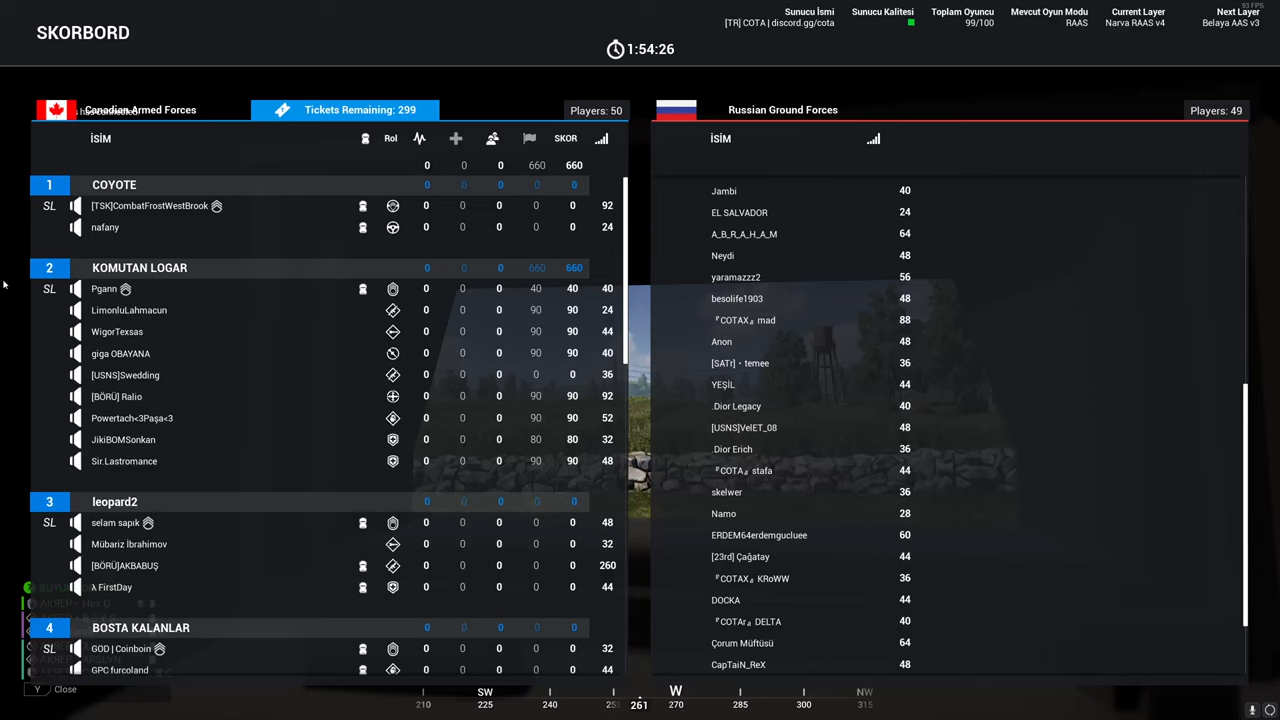 93 FPS
SKORBORD
Sunucu İsmi
[TR] COTA | discord.gg/cota
Sunucu Kalitesi
Toplam Oyuncu
99/100
Mevcut Oyun Modu
RAAS
Current Layer
Narva RAAS v4
Next Layer
Belaya AAS v3
1:54:26
Canadian Armed Forces
Tickets Remaining: 299
Players: 50
İSİM Rol SKOR
0 0 0 660 660
1 COYOTE 0 0 0 0 0
SL [TSK]CombatFrostWestBrook 0 0 0 0 0 92
nafany 0 0 0 0 0 24
2 KOMUTAN LOGAR 0 0 0 660 660
SL Pgann 0 0 0 40 40 40
LimonluLahmacun 0 0 0 90 90 24
WigorTexsas 0 0 0 90 90 44
giga OBAYANA 0 0 0 90 90 40
[USNS]Swedding 0 0 0 0 0 36
[BÖRÜ] Ralio 0 0 0 90 90 92
Powertach<3Paşa<3 0 0 0 90 90 52
JikiBOMSonkan 0 0 0 80 80 32
Sir.Lastromance 0 0 0 90 90 48
3 leopard2 0 0 0 0 0
SL selam sapık 0 0 0 0 0 48
Mübariz İbrahimov 0 0 0 0 0 32
[BÖRÜ]AKBABUŞ 0 0 0 0 0 260
λ FirstDay 0 0 0 0 0 44
4 BOSTA KALANLAR 0 0 0 0 0
SL GOD | Coinboin 0 0 0 0 0 32
GPC furcoland 0 0 0 0 0 44
Y Close
Russian Ground Forces
Players: 49
İSİM
Jambi 40
EL SALVADOR 24
A_B_R_A_H_A_M 64
Neydi 48
yaramazzz2 56
besolife1903 48
『COTAX』 mad 88
Anon 48
[SATr] - temee 36
YEŞİL 44
.Dior Legacy 40
[USNS]VelET_08 48
.Dior Erich 36
『COTA』 stafa 44
skelwer 36
Namo 28
ERDEM64erdemgucluee 60
[23rd] Çağatay 44
『COTAX』 KRoWW 36
DOCKA 44
『COTAr』 DELTA 40
Çorum Müftüsü 64
CapTaiN_ReX 48
210 SW 225 240 261 W 270 285 300 NW 315